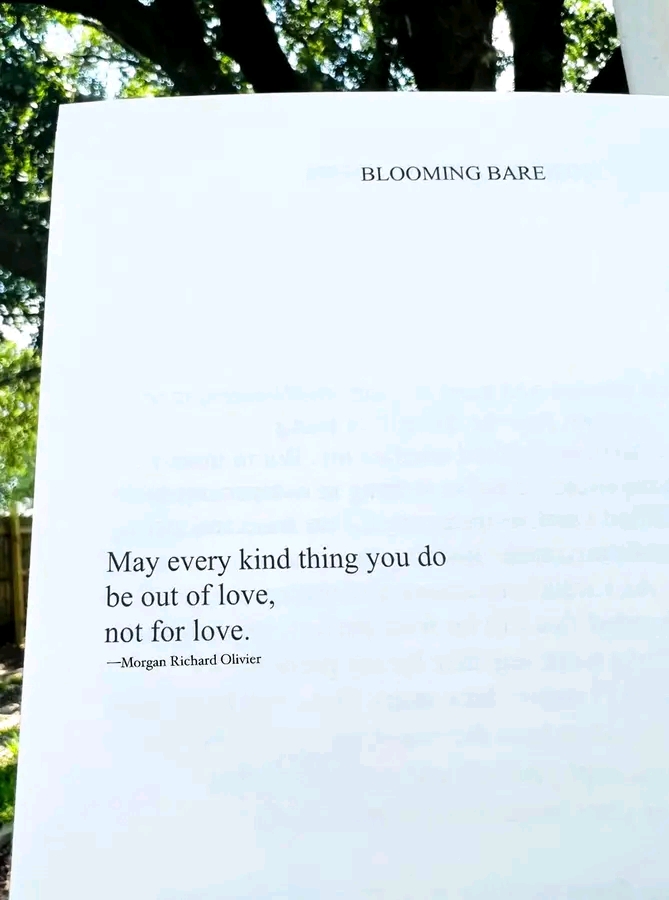 BLOOMING BARE
May every kind thing you do
be out of love,
not for love.
—Morgan Richard Olivier